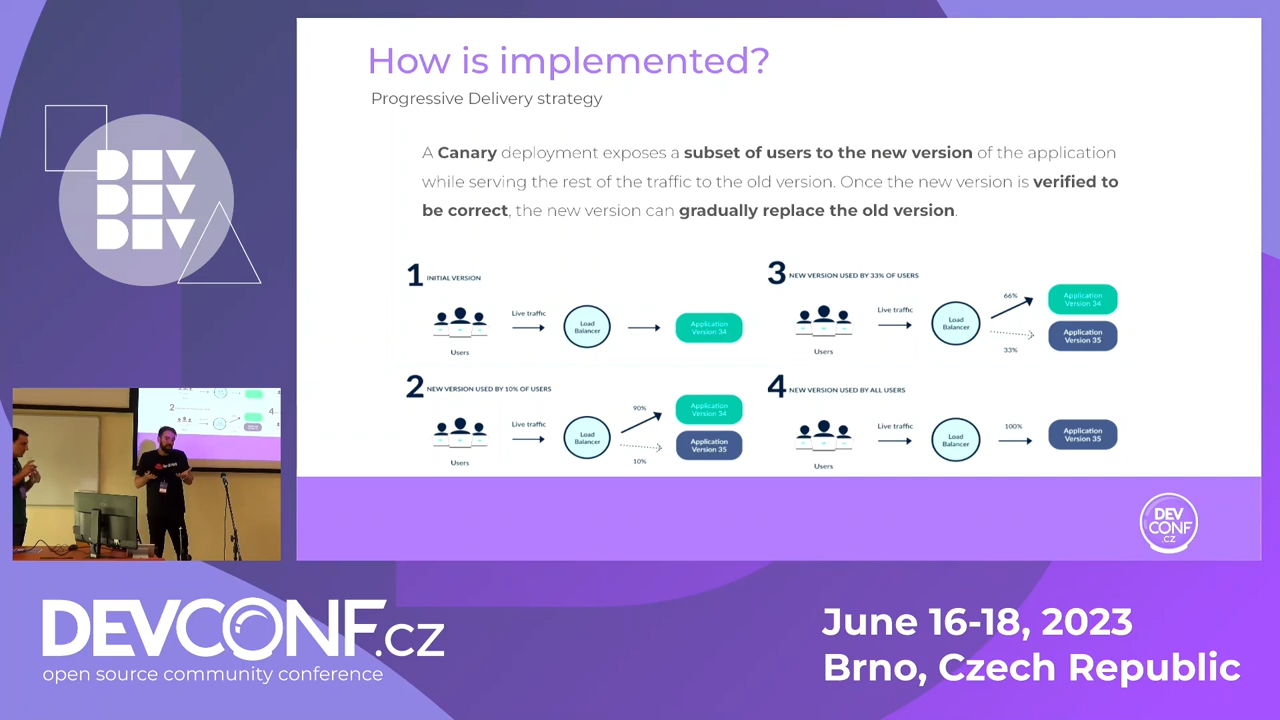 How is implemented?
Progressive Delivery strategy
A Canary deployment exposes a subset of users to the new version of the application
while serving the rest of the traffic to the old version. Once the new version is verified to
be correct, the new version can gradually replace the old version.
1 INITIAL VERSION
Users
Live traffic
Load
Balancer
Application
Version 34
2 NEW VERSION USED BY 10% OF USERS
Users
Live traffic
Load
Balancer
90%
10%
Application
Version 34
Application
Version 35
3 NEW VERSION USED BY 33% OF USERS
Users
Live traffic
Load
Balancer
66%
33%
Application
Version 34
Application
Version 35
4 NEW VERSION USED BY ALL USERS
Users
Live traffic
Load
Balancer
100%
Application
Version 35
DEV
CONF
.CZ
DEV
DEV
DEV
DEVCONF.cz
open source community conference
June 16-18, 2023
Brno, Czech Republic